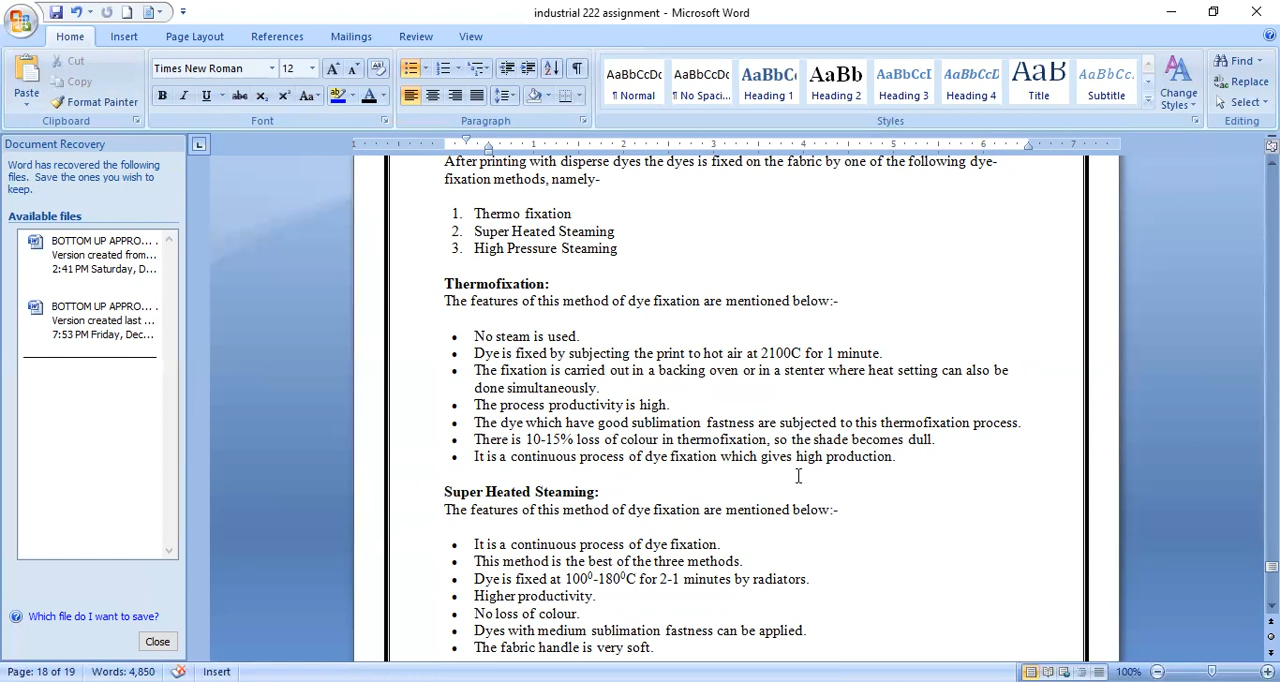 industrial 222 assignment - Microsoft Word
Home Insert Page Layout References Mailings Review View
Paste
Cut
Copy
Format Painter
Clipboard
Times New Roman 12
B I U abc X₂ X² Aa
Font
Paragraph
AaBbCcDc AaBbCcDc AaBbC AaBb AaBbCcI AaBbCcD AaB AaBbCc.
¶ Normal ¶ No Spaci... Heading 1 Heading 2 Heading 3 Heading 4 Title Subtitle
Change
Styles
Styles
Find
Replace
Select
Editing
Document Recovery
Word has recovered the following
files. Save the ones you wish to
keep.
Available files
BOTTOM UP APPRO... .
Version created from...
2:41 PM Saturday, D...
BOTTOM UP APPRO... .
Version created last ...
7:53 PM Friday, Dec...
Which file do I want to save?
Close
1 1 2 3 4 5 6 7
After printing with disperse dyes the dyes is fixed on the fabric by one of the following dye-
fixation methods, namely-
1. Thermo fixation
2. Super Heated Steaming
3. High Pressure Steaming
Thermofixation:
The features of this method of dye fixation are mentioned below:-
• No steam is used.
• Dye is fixed by subjecting the print to hot air at 2100C for 1 minute.
• The fixation is carried out in a backing oven or in a stenter where heat setting can also be
done simultaneously.
• The process productivity is high.
• The dye which have good sublimation fastness are subjected to this thermofixation process.
• There is 10-15% loss of colour in thermofixation, so the shade becomes dull.
• It is a continuous process of dye fixation which gives high production.
Super Heated Steaming:
The features of this method of dye fixation are mentioned below:-
• It is a continuous process of dye fixation.
• This method is the best of the three methods.
• Dye is fixed at 100⁰-180⁰C for 2-1 minutes by radiators.
• Higher productivity.
• No loss of colour.
• Dyes with medium sublimation fastness can be applied.
• The fabric handle is very soft.
Page: 18 of 19 Words: 4,850 Insert 100%